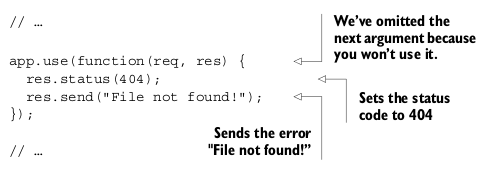 // …
We've omitted the
next argument because
you won't use it.
app.use(function(req, res) {
res.status(404);
res.send("File not found!");
});
Sets the status
code to 404
Sends the error
"File not found!”
// …